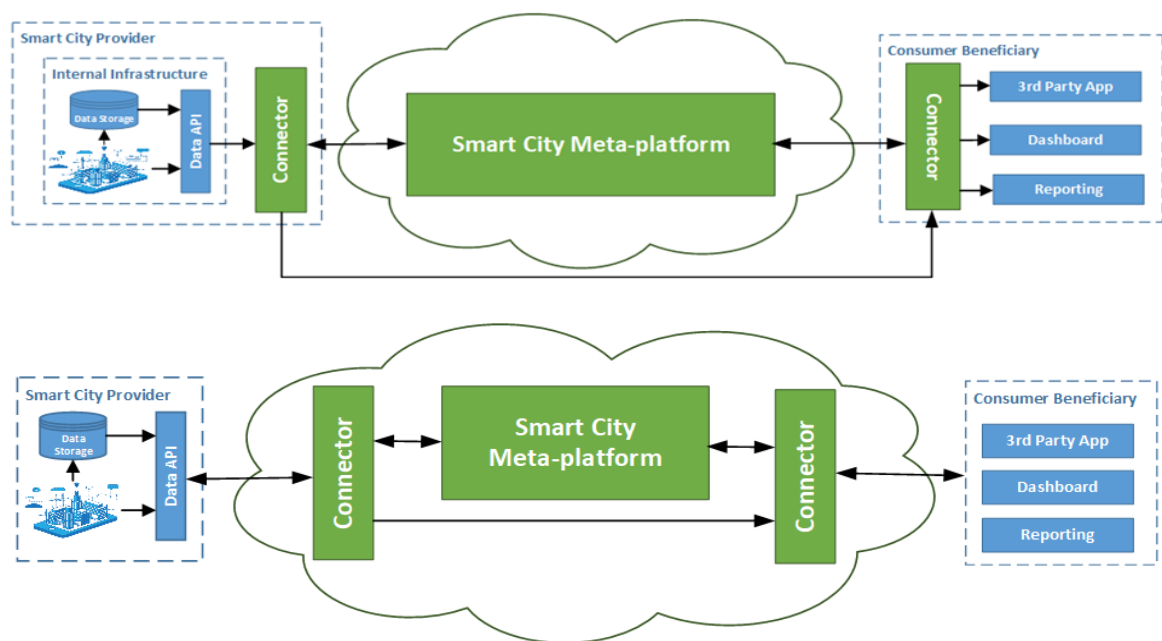 Smart City Provider
Internal Infrastructure
Data Storage
Data API
Connector
Smart City Meta-platform
Consumer Beneficiary
Connector
3rd Party App
Dashboard
Reporting
Smart City Provider
Data
Storage
Data API
Connector
Smart City
Meta-platform
Connector
Consumer Beneficiary
3rd Party App
Dashboard
Reporting